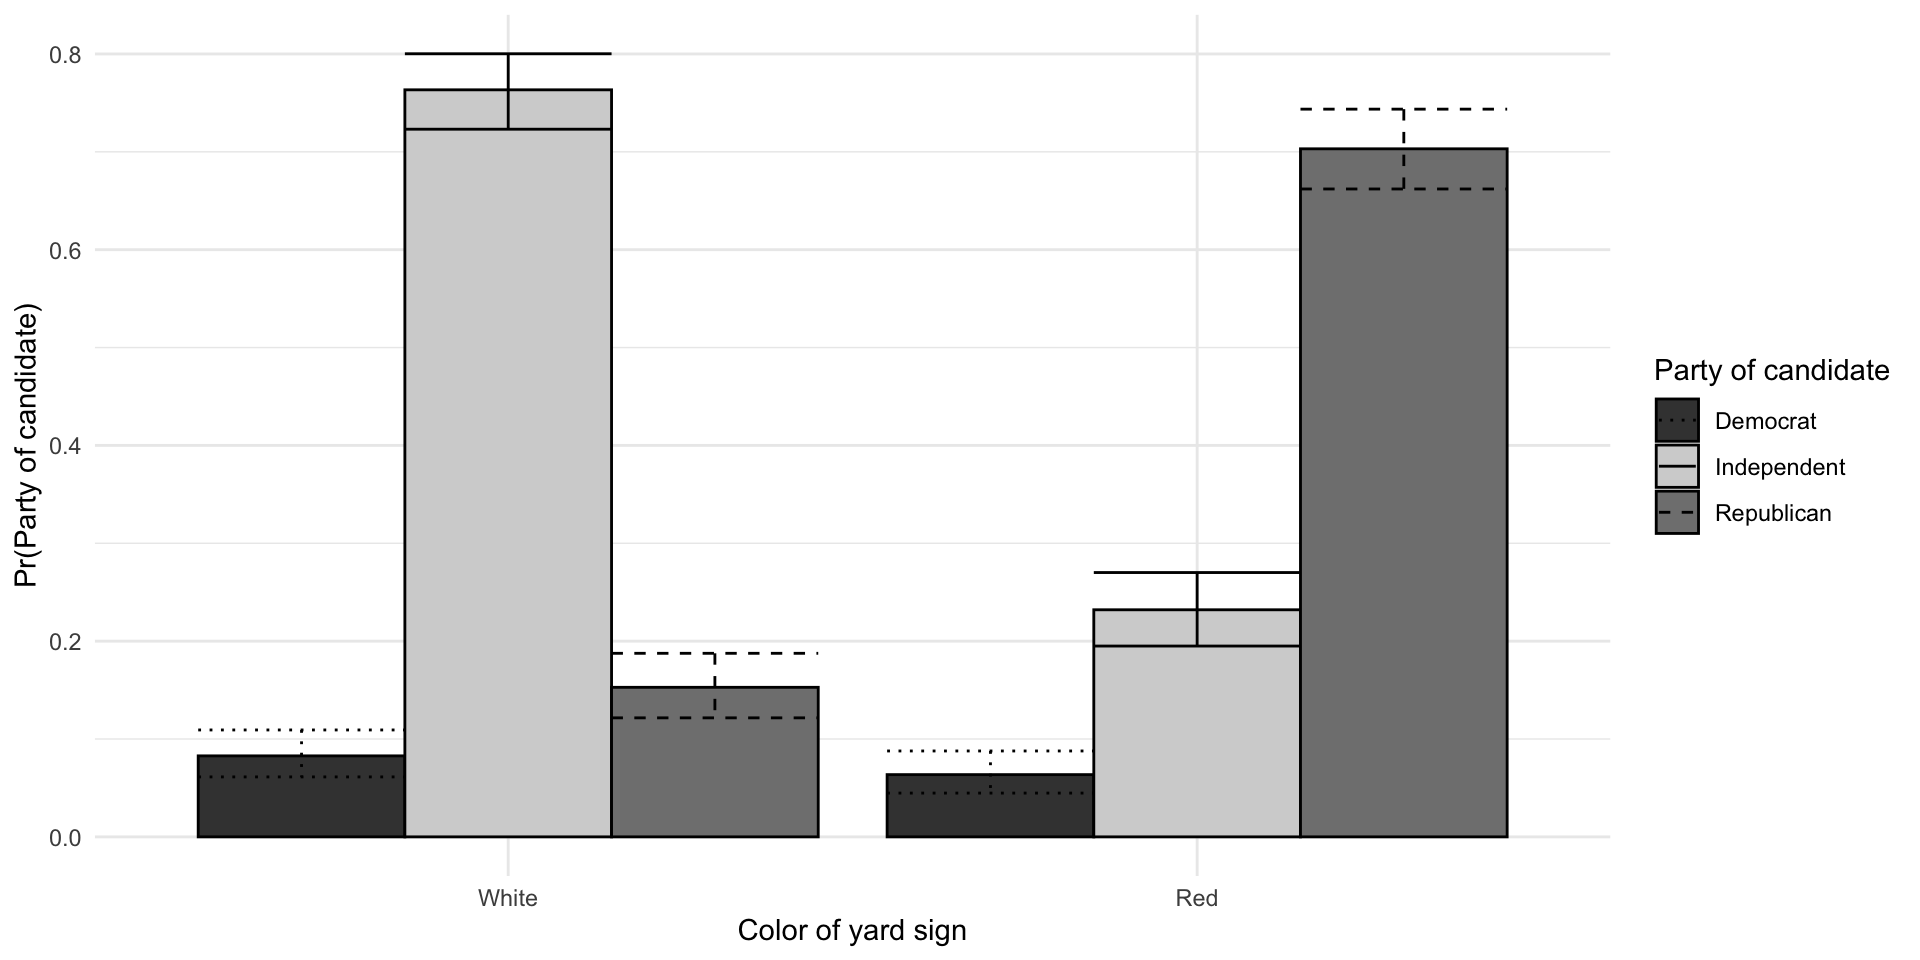 0.8
0.6
0.4
0.2
0.0
Pr(Party of candidate)
White
Red
Color of yard sign
Party of candidate
Democrat
Independent
Republican